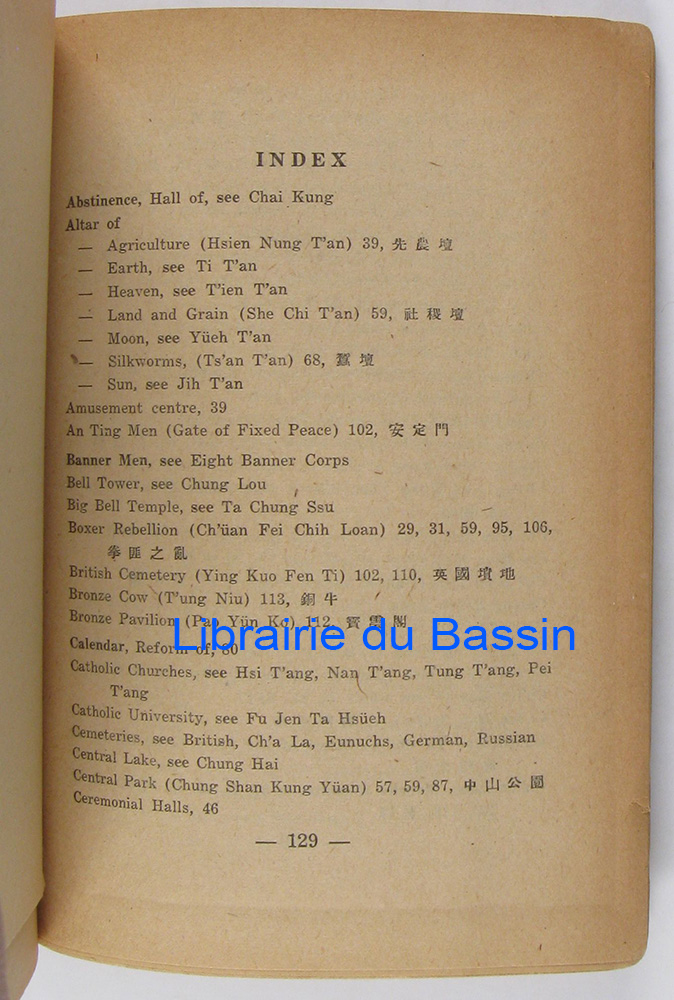 INDEX
Abstinence, Hall of, see Chai Kung
Altar of
— Agriculture (Hsien Nung T'an) 39, 先農壇
— Earth, see Ti T'an
— Heaven, see T'ien T'an
— Land and Grain (She Chi T'an) 59, 社稷壇
— Moon, see Yüeh T'an
— Silkworms, (Ts'an T'an) 68, 蠶壇
— Sun, see Jih T'an
Amusement centre, 39
An Ting Men (Gate of Fixed Peace) 102, 安定門
Banner Men, see Eight Banner Corps
Bell Tower, see Chung Lou
Big Bell Temple, see Ta Chung Ssu
Boxer Rebellion (Ch'üan Fei Chih Loan) 29, 31, 59, 95, 106,
拳匪之亂
British Cemetery (Ying Kuo Fen Ti) 102, 110, 英國墳地
Bronze Cow (T'ung Niu) 113, 銅牛
Bronze Pavilion (Pao Yün Ko) 112, 寳雲閣
Librairie du Bassin
Calendar, Reform of, 80
Catholic Churches, see Hsi T'ang, Nan T'ang, Tung T'ang, Pei
T'ang
Catholic University, see Fu Jen Ta Hsüeh
Cemeteries, see British, Ch'a La, Eunuchs, German, Russian
Central Lake, see Chung Hai
Central Park (Chung Shan Kung Yüan) 57, 59, 87, 中山公園
Ceremonial Halls, 46
— 129 —